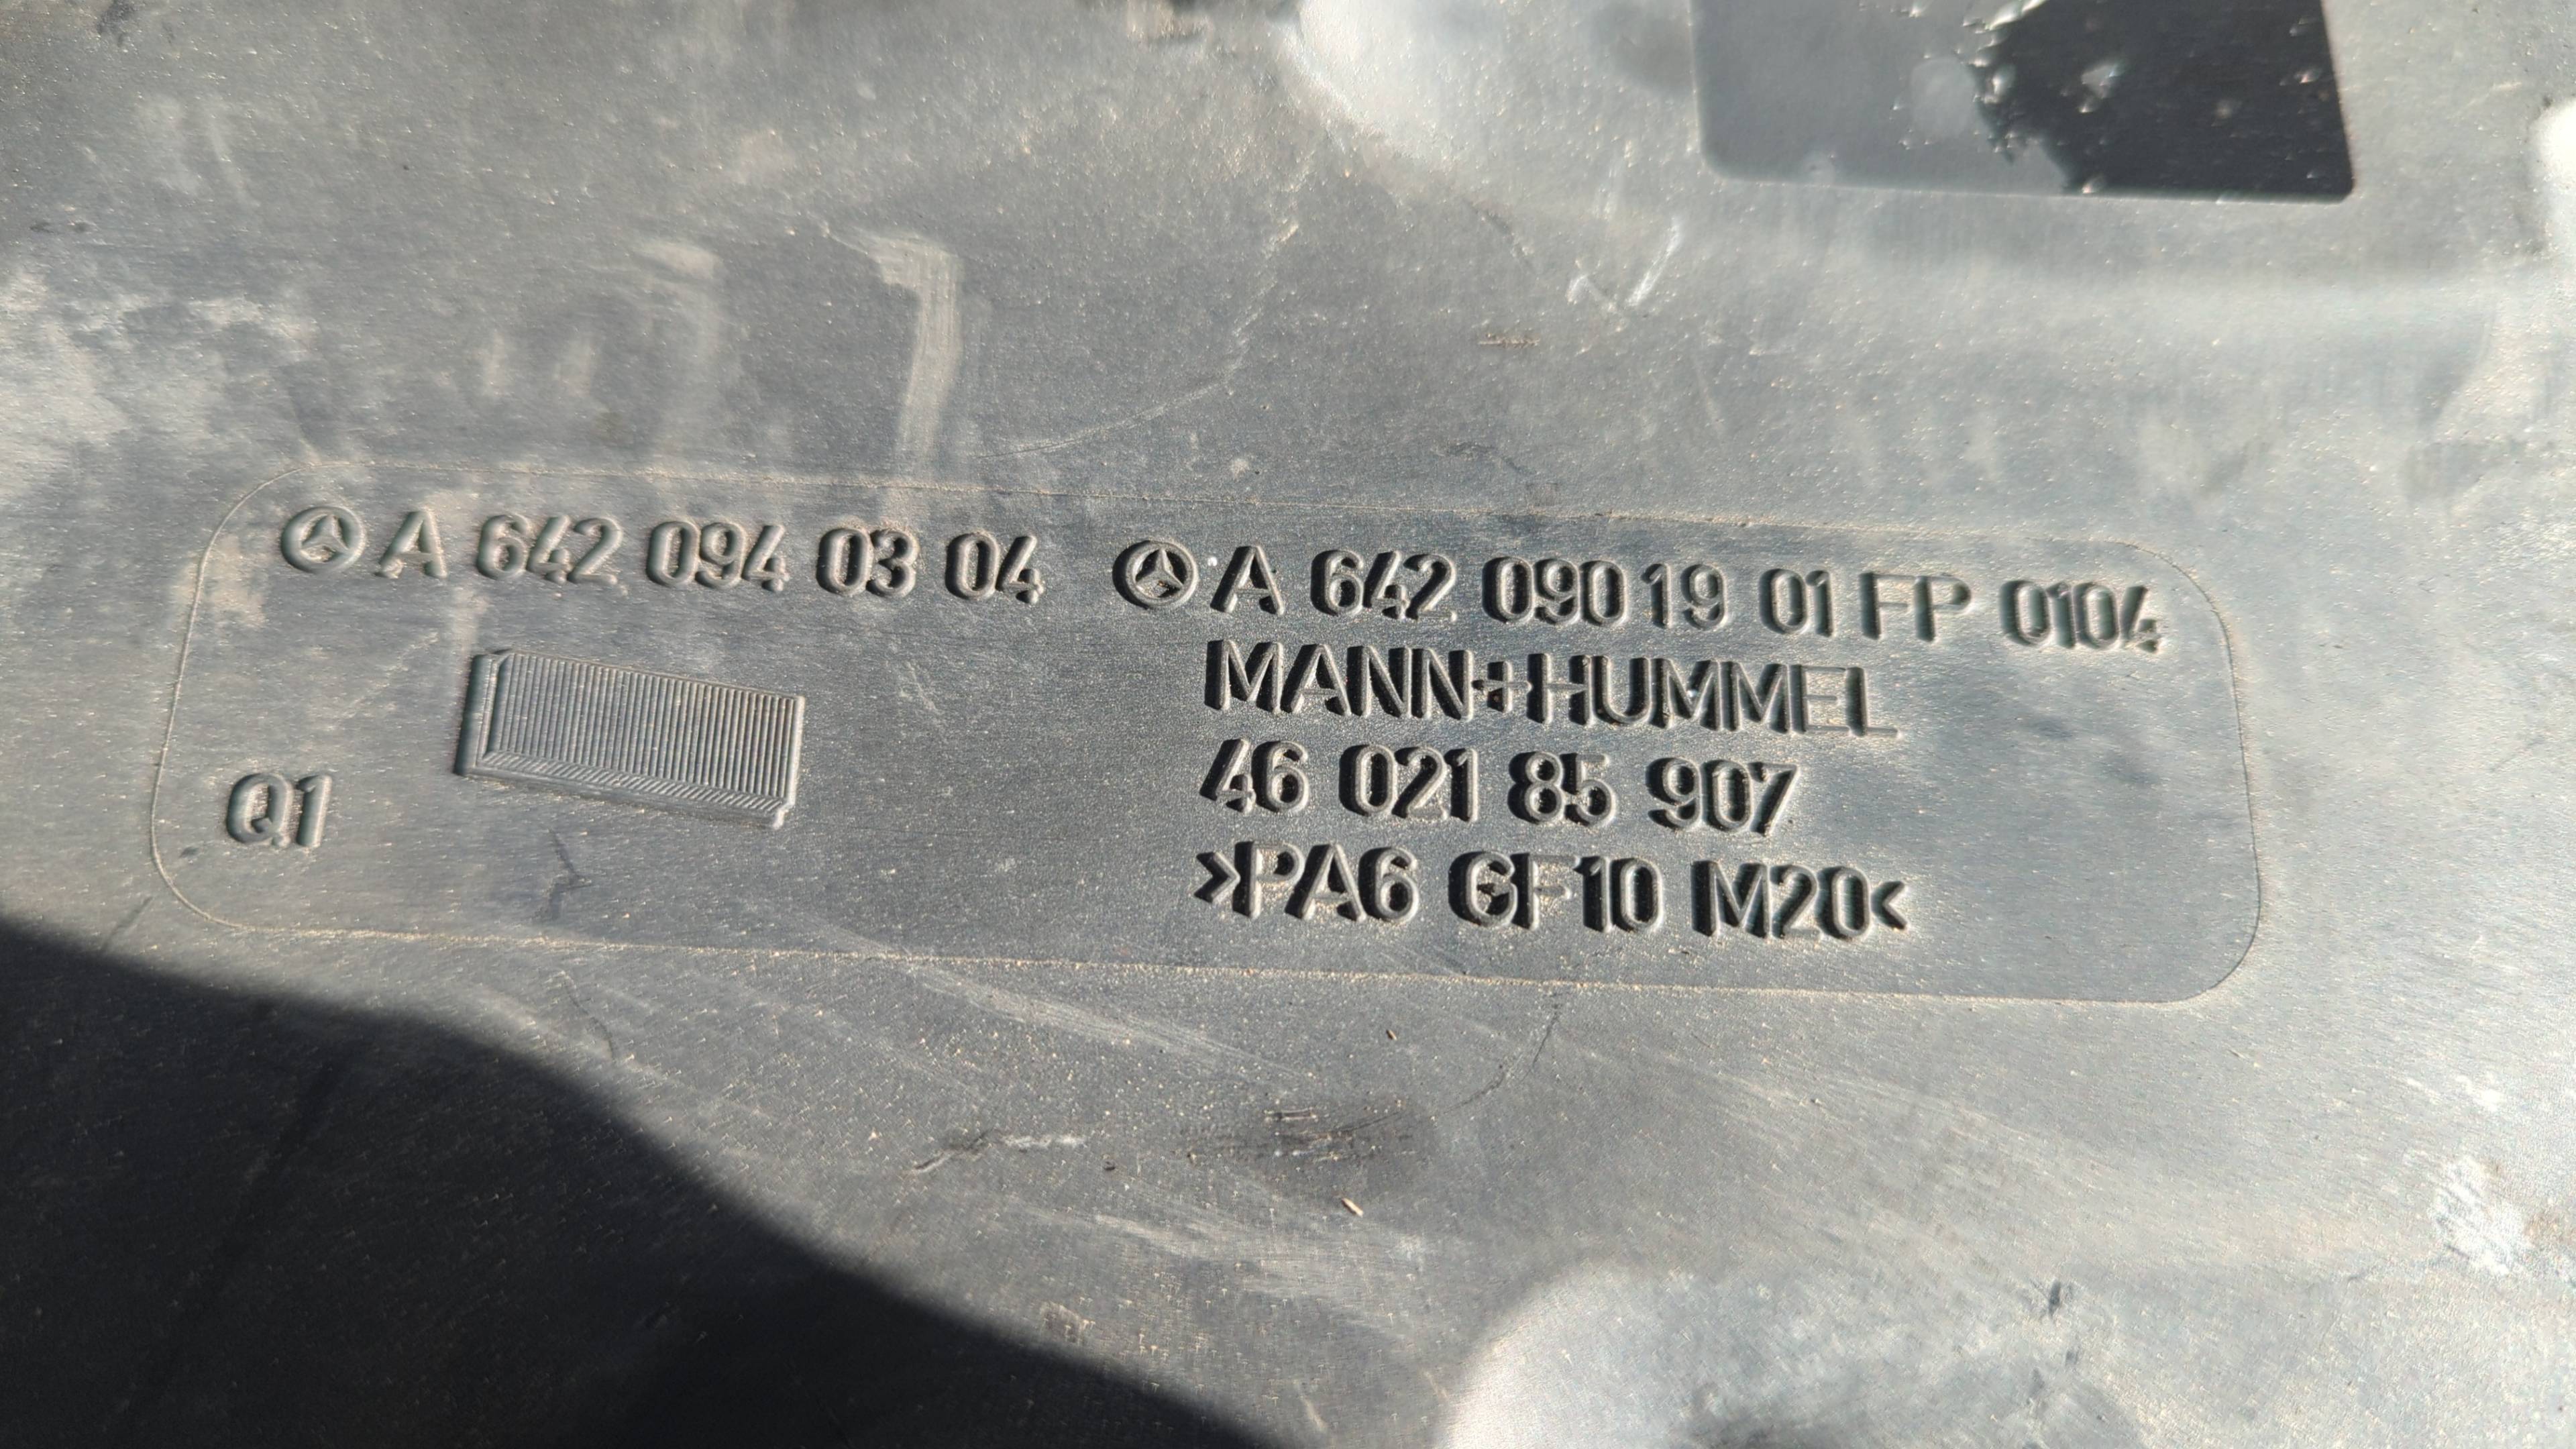 A 642 094 03 04 A 642 090 19 01 FP 0104
MANN+HUMMEL
46 021 85 907
Q1
>PA6 GF10 M20<